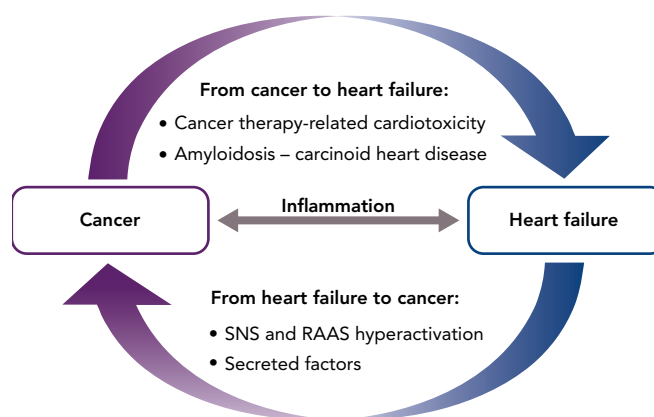 From cancer to heart failure:
• Cancer therapy-related cardiotoxicity
• Amyloidosis – carcinoid heart disease
Cancer
Inflammation
Heart failure
From heart failure to cancer:
• SNS and RAAS hyperactivation
• Secreted factors